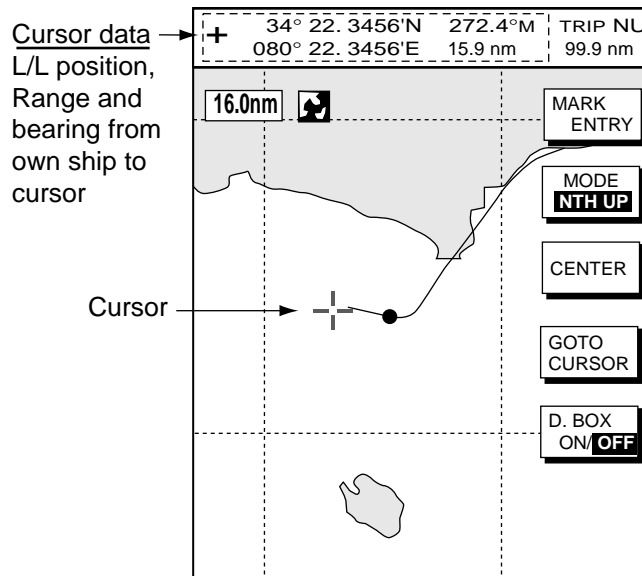 Cursor data
L/L position,
Range and
bearing from
own ship to
cursor
+ 34° 22. 3456'N 272.4°M TRIP NU
080° 22. 3456'E 15.9 nm 99.9 nm
16.0nm
MARK
ENTRY
MODE
NTH UP
CENTER
Cursor
GOTO
CURSOR
D. BOX
ON/OFF